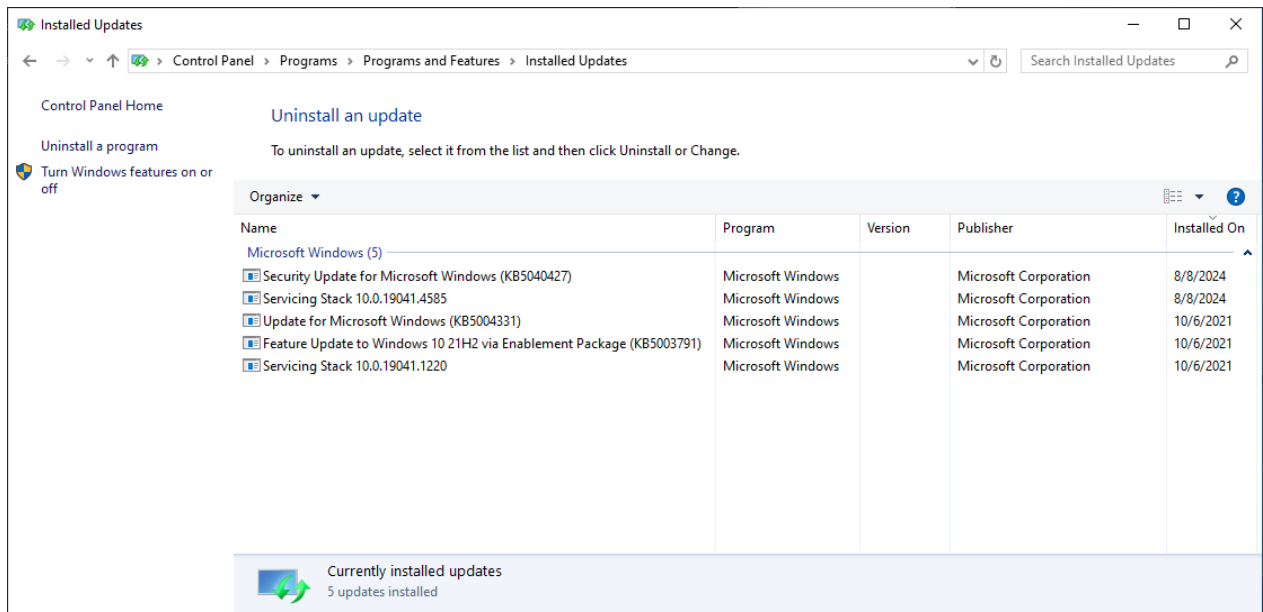 Installed Updates
Control Panel > Programs > Programs and Features > Installed Updates
Search Installed Updates
Control Panel Home
Uninstall a program
Turn Windows features on or
off
Uninstall an update
To uninstall an update, select it from the list and then click Uninstall or Change.
Organize
Name Program Version Publisher Installed On
Microsoft Windows (5)
Security Update for Microsoft Windows (KB5040427) Microsoft Windows Microsoft Corporation 8/8/2024
Servicing Stack 10.0.19041.4585 Microsoft Windows Microsoft Corporation 8/8/2024
Update for Microsoft Windows (KB5004331) Microsoft Windows Microsoft Corporation 10/6/2021
Feature Update to Windows 10 21H2 via Enablement Package (KB5003791) Microsoft Windows Microsoft Corporation 10/6/2021
Servicing Stack 10.0.19041.1220 Microsoft Windows Microsoft Corporation 10/6/2021
Currently installed updates
5 updates installed